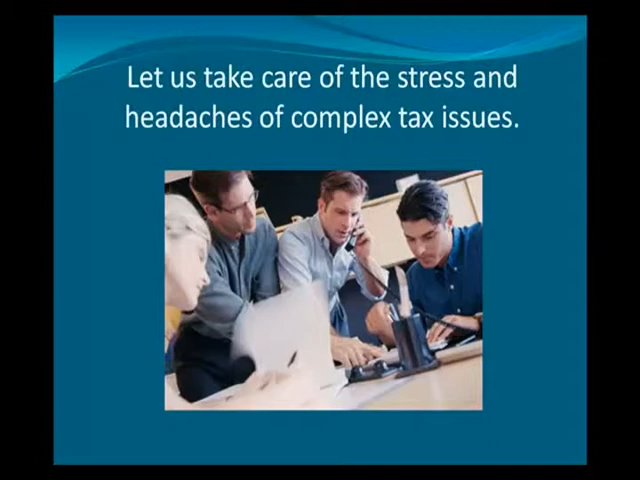 Let us take care of the stress and
headaches of complex tax issues.